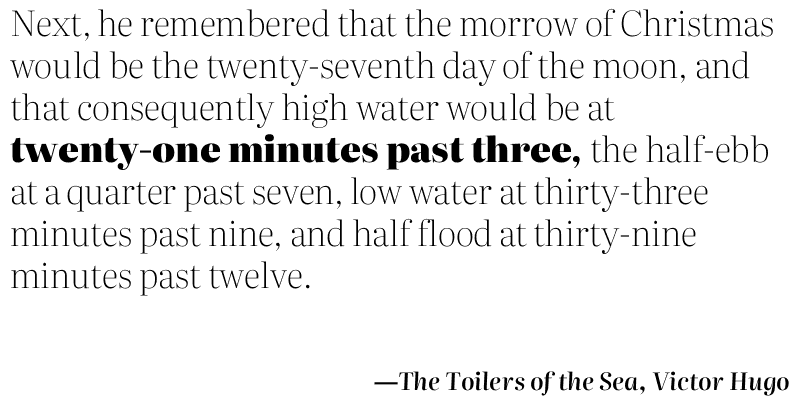 Next, he remembered that the morrow of Christmas
would be the twenty-seventh day of the moon, and
that consequently high water would be at
twenty-one minutes past three, the half-ebb
at a quarter past seven, low water at thirty-three
minutes past nine, and half flood at thirty-nine
minutes past twelve.
—The Toilers of the Sea, Victor Hugo